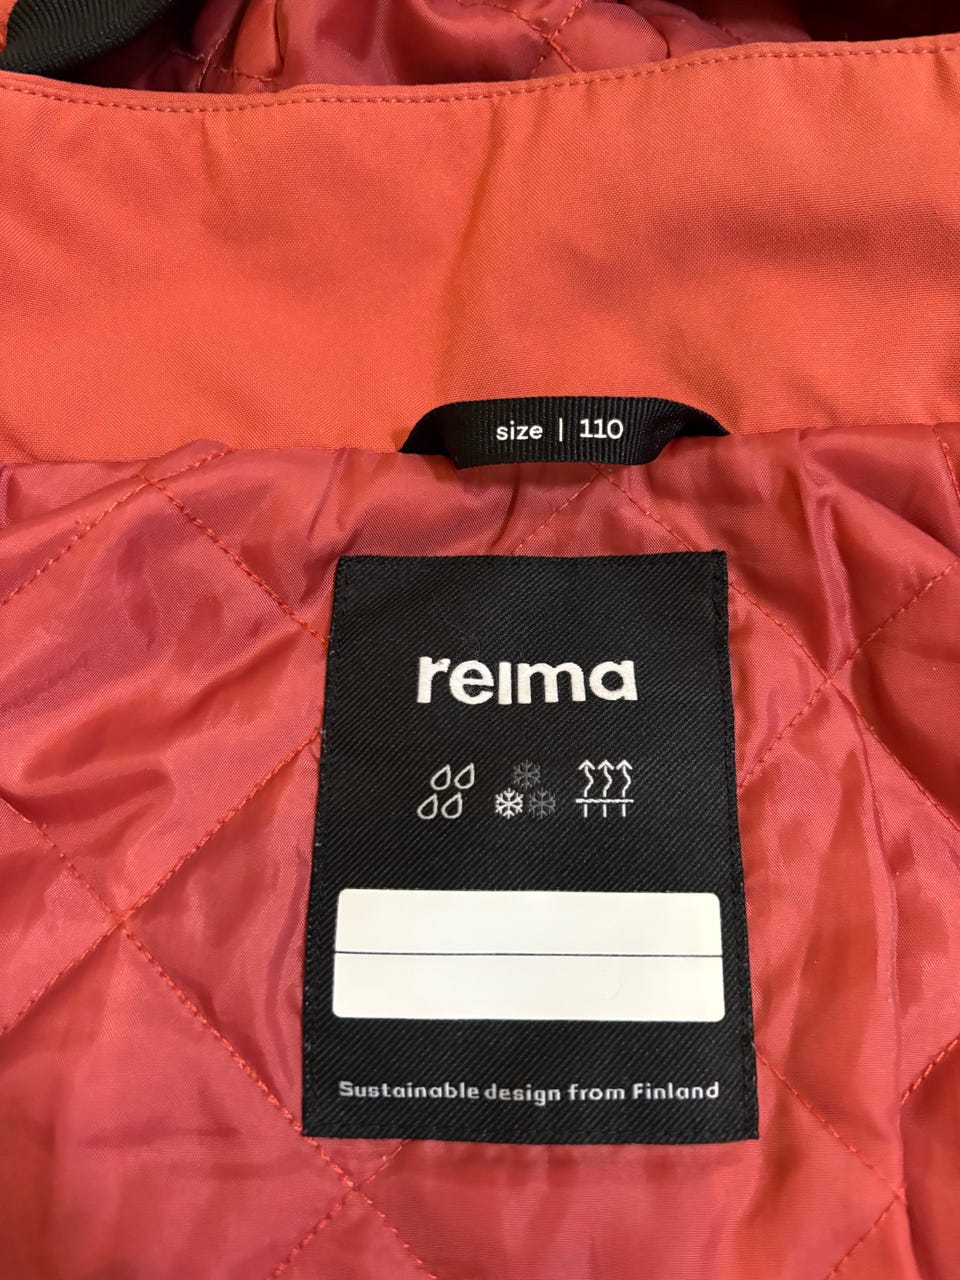 size | 110
reima
Sustainable design from Finland